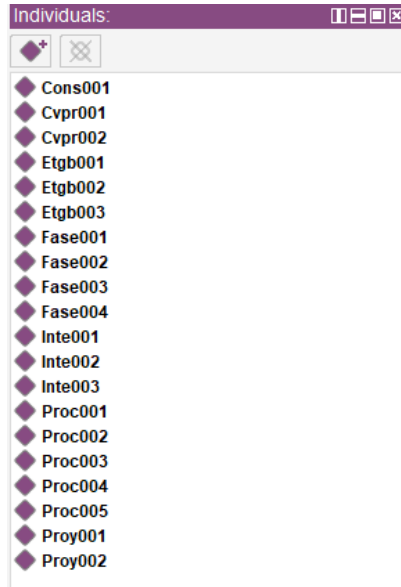 Individuals:
Cons001
Cvpr001
Cvpr002
Etgb001
Etgb002
Etgb003
Fase001
Fase002
Fase003
Fase004
Inte001
Inte002
Inte003
Proc001
Proc002
Proc003
Proc004
Proc005
Proy001
Proy002